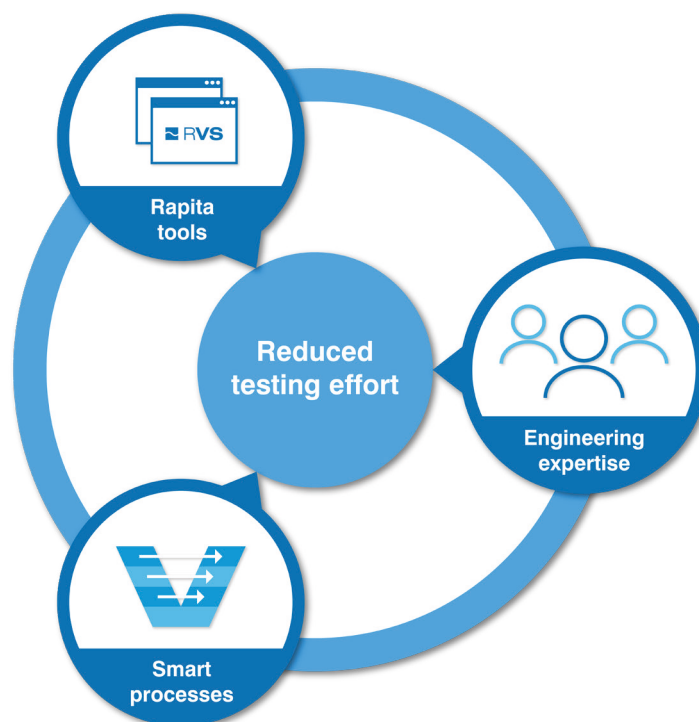 RVS
Rapita
tools
Reduced
testing effort
Engineering
expertise
Smart
processes